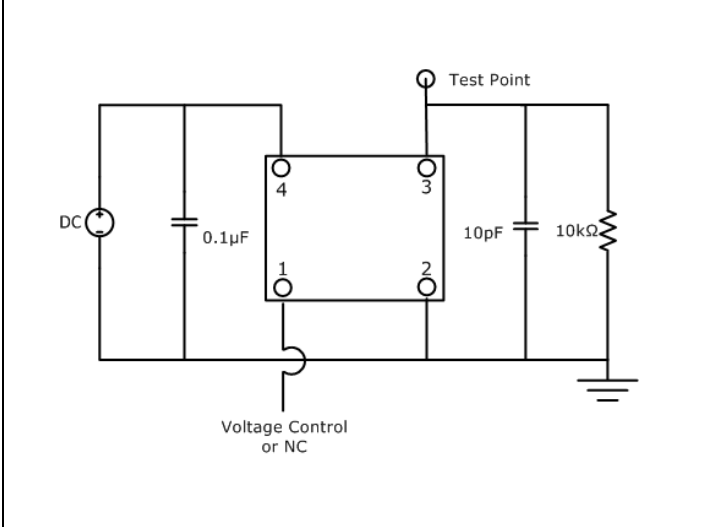 Test Point
4
3
DC
0.1μF
10pF
10kΩ
1
2
Voltage Control
or NC